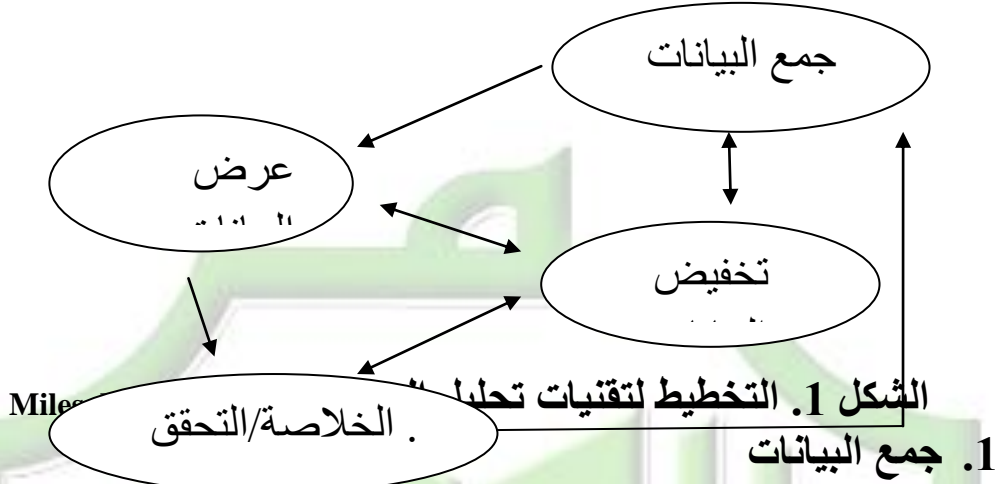 جمع البيانات
عرض
تخفيض
الشكل 1. التخطيط لتقنيات تحليل
الخلاصة/التحقق .
1. جمع البيانات